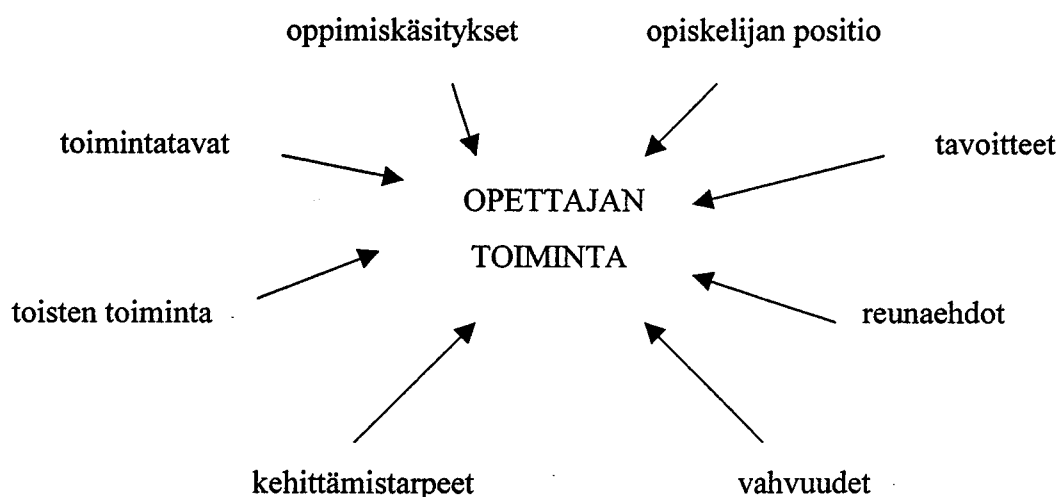 oppimiskäsitykset opiskelijan positio
toimintatavat tavoitteet
OPETTAJAN
TOIMINTA
toisten toiminta reunaehdot
kehittämistarpeet vahvuudet